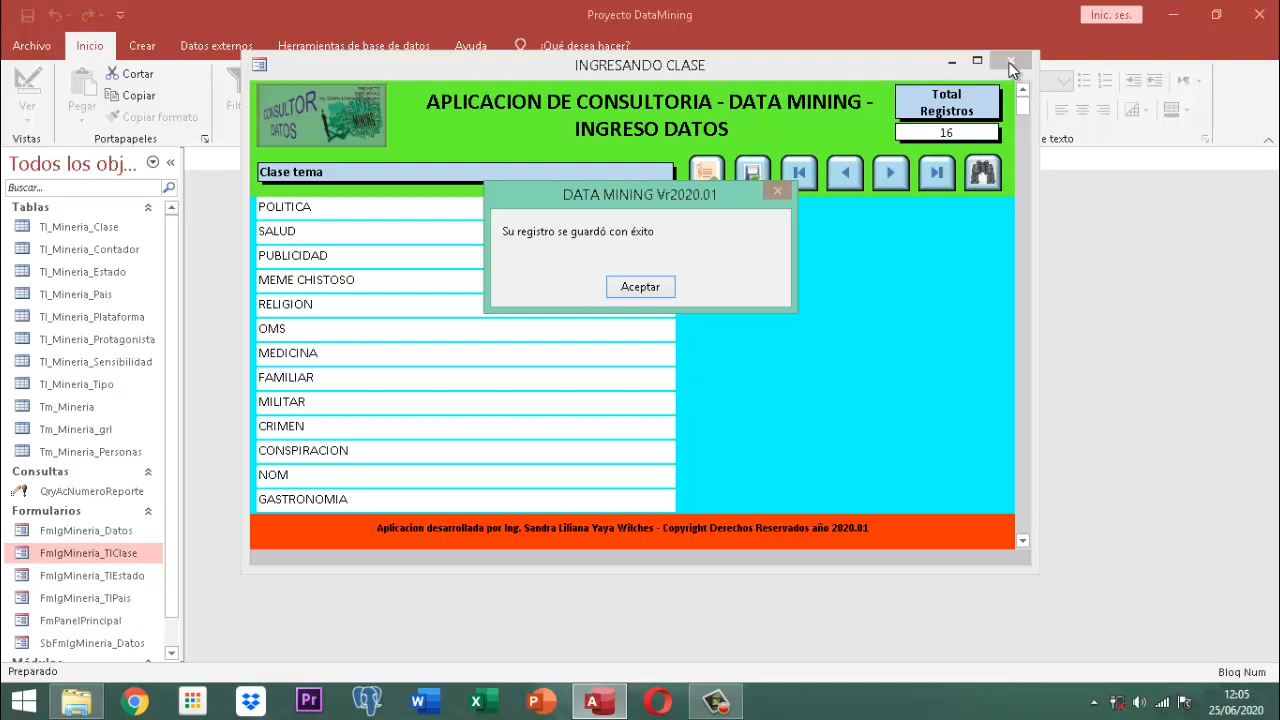 Proyecto DataMining
Inic. ses.
Archivo
Inicio
Crear
Datos externos
Herramientas de base de datos
Ayuda
¿Qué desea hacer?
Ver
Pegar
Cortar
Copiar
Copiar formato
Vistas
Portapapeles
de texto
INGRESANDO CLASE
APLICACION DE CONSULTORIA - DATA MINING -
INGRESO DATOS
Total
Registros
16
Clase tema
POLITICA
SALUD
PUBLICIDAD
MEME CHISTOSO
RELIGION
OMS
MEDICINA
FAMILIAR
MILITAR
CRIMEN
CONSPIRACION
NOM
GASTRONOMIA
DATA MINING Vr2020.01
Su registro se guardó con éxito
Aceptar
Aplicacion desarrollada por Ing. Sandra Liliana Yaya Wilches - Copyright Derechos Reservados año 2020.01
Todos los obj...
Buscar...
Tablas
Tl_Mineria_Clase
Tl_Mineria_Contador
Tl_Mineria_Estado
Tl_Mineria_Pais
Tl_Mineria_Plataforma
Tl_Mineria_Protagonista
Tl_Mineria_Sensibilidad
Tl_Mineria_Tipo
Tm_Mineria
Tm_Mineria_grl
Tm_Mineria_Personas
Consultas
QryAcNumeroReporte
Formularios
FmIgMineria_Datos
FmIgMineria_TlClase
FmIgMineria_TlEstado
FmIgMineria_TlPais
FmPanelPrincipal
SbFmIgMineria_Datos
Módulos
Preparado
Bloq Num
12:05
25/06/2020